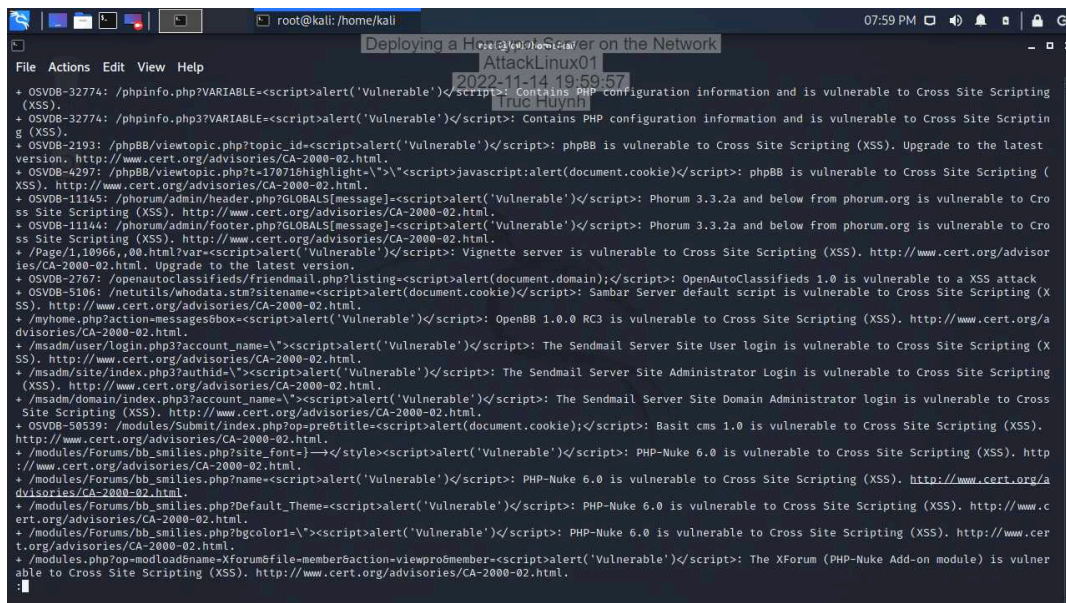 root@kali: /home/kali
07:59 PM
Deploying a Honeypot Server on the Network
AttackLinux01
2022-11-14 19:59:57
Truc Huynh
File Actions Edit View Help
+ OSVDB-32774: /phpinfo.php?VARIABLE=<script>alert('Vulnerable')</script>: Contains PHP configuration information and is vulnerable to Cross Site Scripting
(XSS).
+ OSVDB-32774: /phpinfo.php3?VARIABLE=<script>alert('Vulnerable')</script>: Contains PHP configuration information and is vulnerable to Cross Site Scriptin
g (XSS).
+ OSVDB-2193: /phpBB/viewtopic.php?topic_id=<script>alert('Vulnerable')</script>: phpBB is vulnerable to Cross Site Scripting (XSS). Upgrade to the latest
version. http://www.cert.org/advisories/CA-2000-02.html.
+ OSVDB-4297: /phpBB/viewtopic.php?t=17071&highlight=\">\"<script>javascript:alert(document.cookie)</script>: phpBB is vulnerable to Cross Site Scripting (
XSS). http://www.cert.org/advisories/CA-2000-02.html.
+ OSVDB-11145: /phorum/admin/header.php?GLOBALS[message]=<script>alert('Vulnerable')</script>: Phorum 3.3.2a and below from phorum.org is vulnerable to Cro
ss Site Scripting (XSS). http://www.cert.org/advisories/CA-2000-02.html.
+ OSVDB-11144: /phorum/admin/footer.php?GLOBALS[message]=<script>alert('Vulnerable')</script>: Phorum 3.3.2a and below from phorum.org is vulnerable to Cro
ss Site Scripting (XSS). http://www.cert.org/advisories/CA-2000-02.html.
+ /Page/1,10966,,00.html?var=<script>alert('Vulnerable')</script>: Vignette server is vulnerable to Cross Site Scripting (XSS). http://www.cert.org/advisor
ies/CA-2000-02.html. Upgrade to the latest version.
+ OSVDB-2767: /openautoclassifieds/friendmail.php?listing=<script>alert(document.domain);</script>: OpenAutoClassifieds 1.0 is vulnerable to a XSS attack
+ OSVDB-5106: /netutils/whodata.stm?sitename=<script>alert(document.cookie)</script>: Sambar Server default script is vulnerable to Cross Site Scripting (X
SS). http://www.cert.org/advisories/CA-2000-02.html.
+ /myhome.php?action=messages&box=<script>alert('Vulnerable')</script>: OpenBB 1.0.0 RC3 is vulnerable to Cross Site Scripting (XSS). http://www.cert.org/a
dvisories/CA-2000-02.html.
+ /msadm/user/login.php3?account_name=\"><script>alert('Vulnerable')</script>: The Sendmail Server Site User login is vulnerable to Cross Site Scripting (X
SS). http://www.cert.org/advisories/CA-2000-02.html.
+ /msadm/site/index.php3?authid=\"><script>alert('Vulnerable')</script>: The Sendmail Server Site Administrator Login is vulnerable to Cross Site Scripting
(XSS). http://www.cert.org/advisories/CA-2000-02.html.
+ /msadm/domain/index.php3?account_name=\"><script>alert('Vulnerable')</script>: The Sendmail Server Site Domain Administrator login is vulnerable to Cross
Site Scripting (XSS). http://www.cert.org/advisories/CA-2000-02.html.
+ OSVDB-50539: /modules/Submit/index.php?op=pre&title=<script>alert(document.cookie);</script>: Basit cms 1.0 is vulnerable to Cross Site Scripting (XSS).
http://www.cert.org/advisories/CA-2000-02.html.
+ /modules/Forums/bb_smilies.php?site_font=}--></style><script>alert('Vulnerable')</script>: PHP-Nuke 6.0 is vulnerable to Cross Site Scripting (XSS). http
://www.cert.org/advisories/CA-2000-02.html.
+ /modules/Forums/bb_smilies.php?name=<script>alert('Vulnerable')</script>: PHP-Nuke 6.0 is vulnerable to Cross Site Scripting (XSS). http://www.cert.org/a
dvisories/CA-2000-02.html.
+ /modules/Forums/bb_smilies.php?Default_Theme=<script>alert('Vulnerable')</script>: PHP-Nuke 6.0 is vulnerable to Cross Site Scripting (XSS). http://www.c
ert.org/advisories/CA-2000-02.html.
+ /modules/Forums/bb_smilies.php?bgcolor1=\"><script>alert('Vulnerable')</script>: PHP-Nuke 6.0 is vulnerable to Cross Site Scripting (XSS). http://www.cer
t.org/advisories/CA-2000-02.html.
+ /modules.php?op=modload&name=Xforum&file=member&action=viewpro&member=<script>alert('Vulnerable')</script>: The XForum (PHP-Nuke Add-on module) is vulner
able to Cross Site Scripting (XSS). http://www.cert.org/advisories/CA-2000-02.html.
: